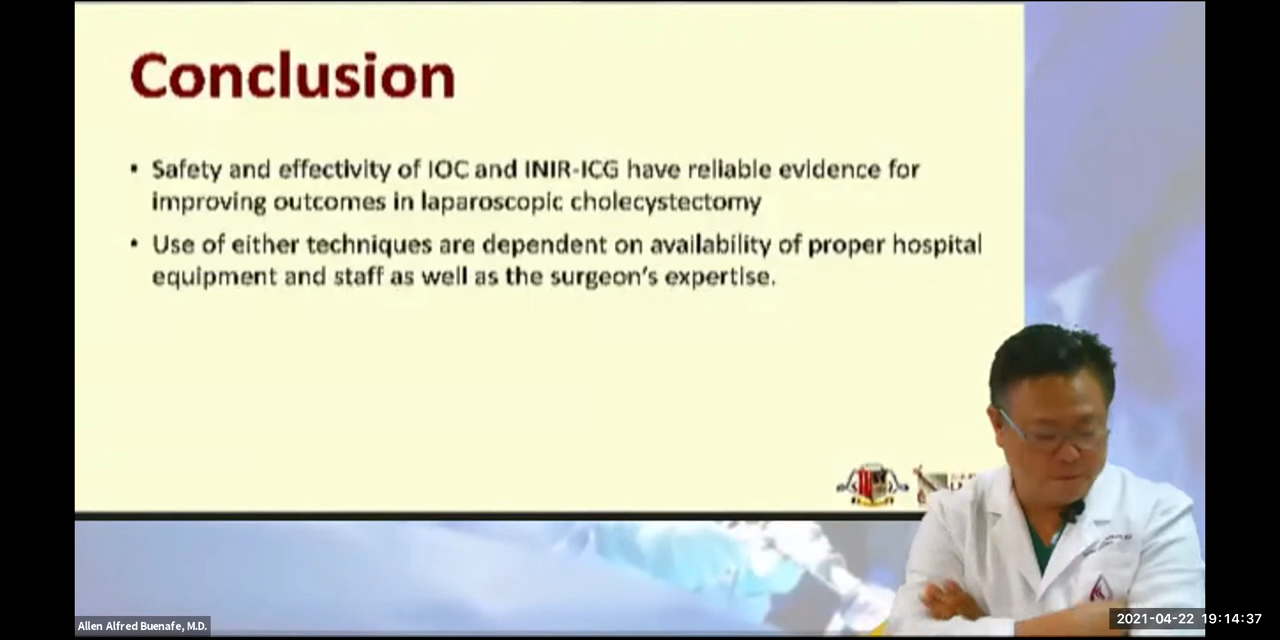 Conclusion
• Safety and effectivity of IOC and INIR-ICG have reliable evidence for
improving outcomes in laparoscopic cholecystectomy
• Use of either techniques are dependent on availability of proper hospital
equipment and staff as well as the surgeon's expertise.
Allen Alfred Buenafe, M.D.
2021-04-22 19:14:37